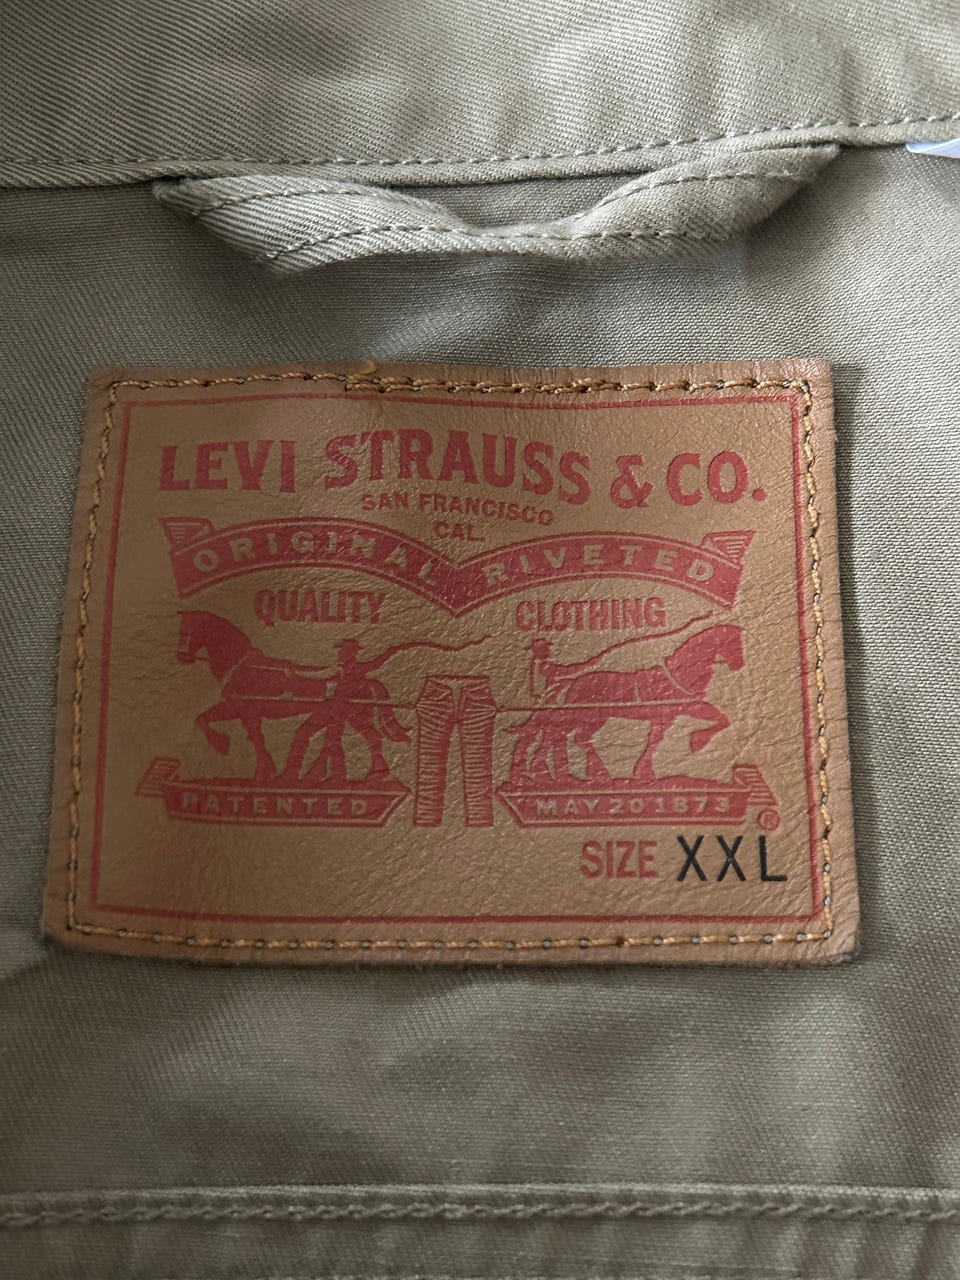 LEVI STRAUSS & CO.
SAN FRANCISCO
CAL.
ORIGINAL RIVETED
QUALITY CLOTHING
PATENTED MAY 20 1873
®
SIZE XXL